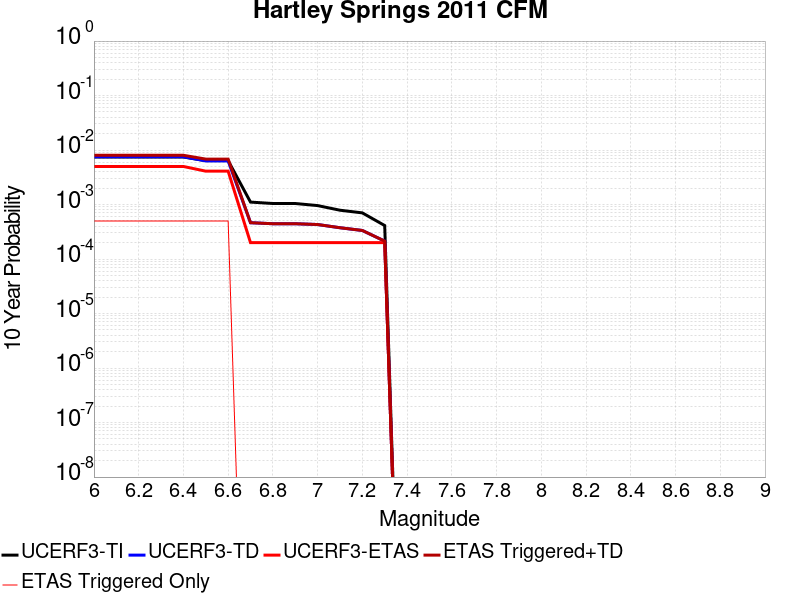 Hartley Springs 2011 CFM
10 Year Probability
10^0
10^-1
10^-2
10^-3
10^-4
10^-5
10^-6
10^-7
10^-8
6 6.2 6.4 6.6 6.8 7 7.2 7.4 7.6 7.8 8 8.2 8.4 8.6 8.8 9
Magnitude
UCERF3-TI UCERF3-TD UCERF3-ETAS ETAS Triggered+TD
ETAS Triggered Only